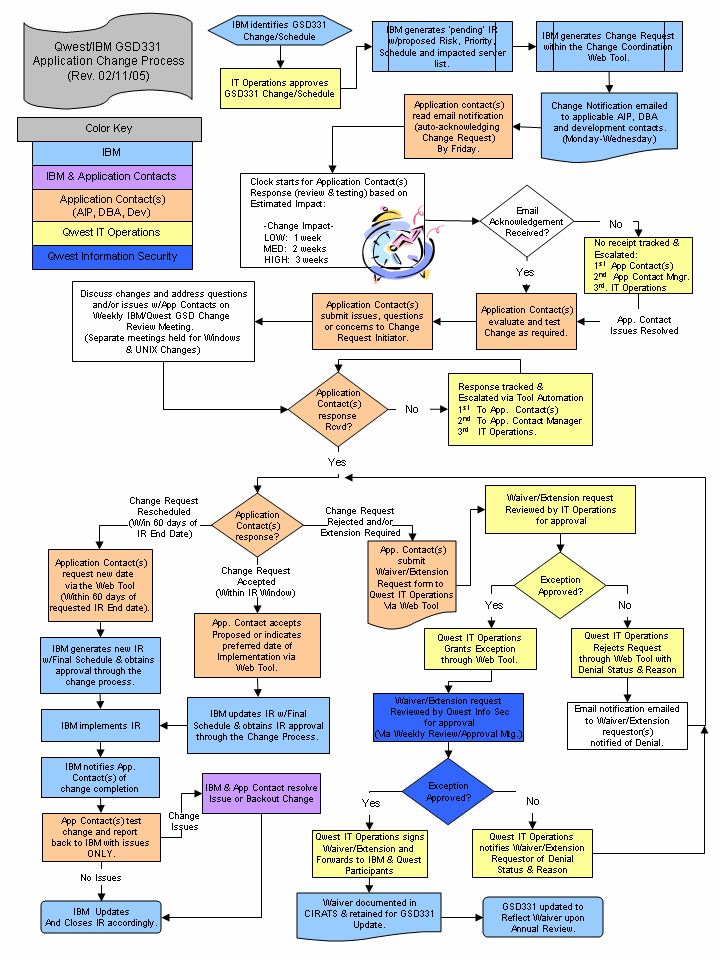 Qwest/IBM GSD331
Application Change Process
(Rev. 02/11/05)
IBM identifies GSD331
Change/Schedule
IT Operations approves
GSD331 Change/Schedule
IBM generates 'pending' IR
w/proposed Risk, Priority,
Schedule and impacted server
list.
IBM generates Change Request
within the Change Coordination
Web Tool.
Change Notification emailed
to applicable AIP, DBA
and development contacts.
(Monday-Wednesday)
Application contact(s)
read email notification
(auto-acknowledging
Change Request)
By Friday.
Color Key
IBM
IBM & Application Contacts
Application Contact(s)
(AIP, DBA, Dev)
Qwest IT Operations
Qwest Information Security
Clock starts for Application Contact(s)
Response (review & testing) based on
Estimated Impact:
-Change Impact-
LOW: 1 week
MED: 2 weeks
HIGH: 3 weeks
Email
Acknowledgement
Received?
No
Yes
No receipt tracked &
Escalated:
1st App Contact(s)
2nd App Contact Mngr.
3rd. IT Operations
App. Contact
Issues Resolved
Application Contact(s)
evaluate and test
Change as required.
Application Contact(s)
submit issues, questions
or concerns to Change
Request Initiator.
Discuss changes and address questions
and/or issues w/App Contacts on
Weekly IBM/Qwest GSD Change
Review Meeting.
(Separate meetings held for Windows
& UNIX Changes)
Application
Contact(s)
response
Rcvd?
No
Response tracked &
Escalated via Tool Automation
1st To App. Contact(s)
2nd To App. Contact Manager
3rd IT Operations.
Yes
Application
Contact(s)
response?
Change Request
Rescheduled
(W/in 60 days of
IR End Date)
Change Request
Rejected and/or
Extension Required
Change Request
Accepted
(Within IR Window)
Application Contact(s)
request new date
via the Web Tool
(Within 60 days of
requested IR End date).
App. Contact accepts
Proposed or indicates
preferred date of
Implementation via
Web Tool.
App. Contact(s)
submit
Waiver/Extension
Request form to
Qwest IT Operations
Via Web Tool
Waiver/Extension request
Reviewed by IT Operations
for approval
Exception
Approved?
Yes
No
Qwest IT Operations
Grants Exception
through Web Tool.
Qwest IT Operations
Rejects Request
through Web Tool with
Denial Status & Reason
Email notification emailed
to Waiver/Extension
requestor(s)
notified of Denial.
IBM generates new IR
w/Final Schedule & obtains
approval through the
change process.
IBM updates IR w/Final
Schedule & obtains IR approval
through the Change Process.
IBM implements IR
IBM notifies App.
Contact(s) of
change completion
App Contact(s) test
change and report
back to IBM with issues
ONLY.
Change
Issues
IBM & App Contact resolve
Issue or Backout Change
No Issues
IBM Updates
And Closes IR accordingly.
Waiver/Extension request
Reviewed by Qwest Info Sec
for approval
(Via Weekly Review/Approval Mtg.)
Exception
Approved?
Yes
No
Qwest IT Operations signs
Waiver/Extension and
Forwards to IBM & Qwest
Participants
Qwest IT Operations
notifies Waiver/Extension
Requestor of Denial
Status & Reason
Waiver documented in
CIRATS & retained for GSD331
Update.
GSD331 updated to
Reflect Waiver upon
Annual Review.